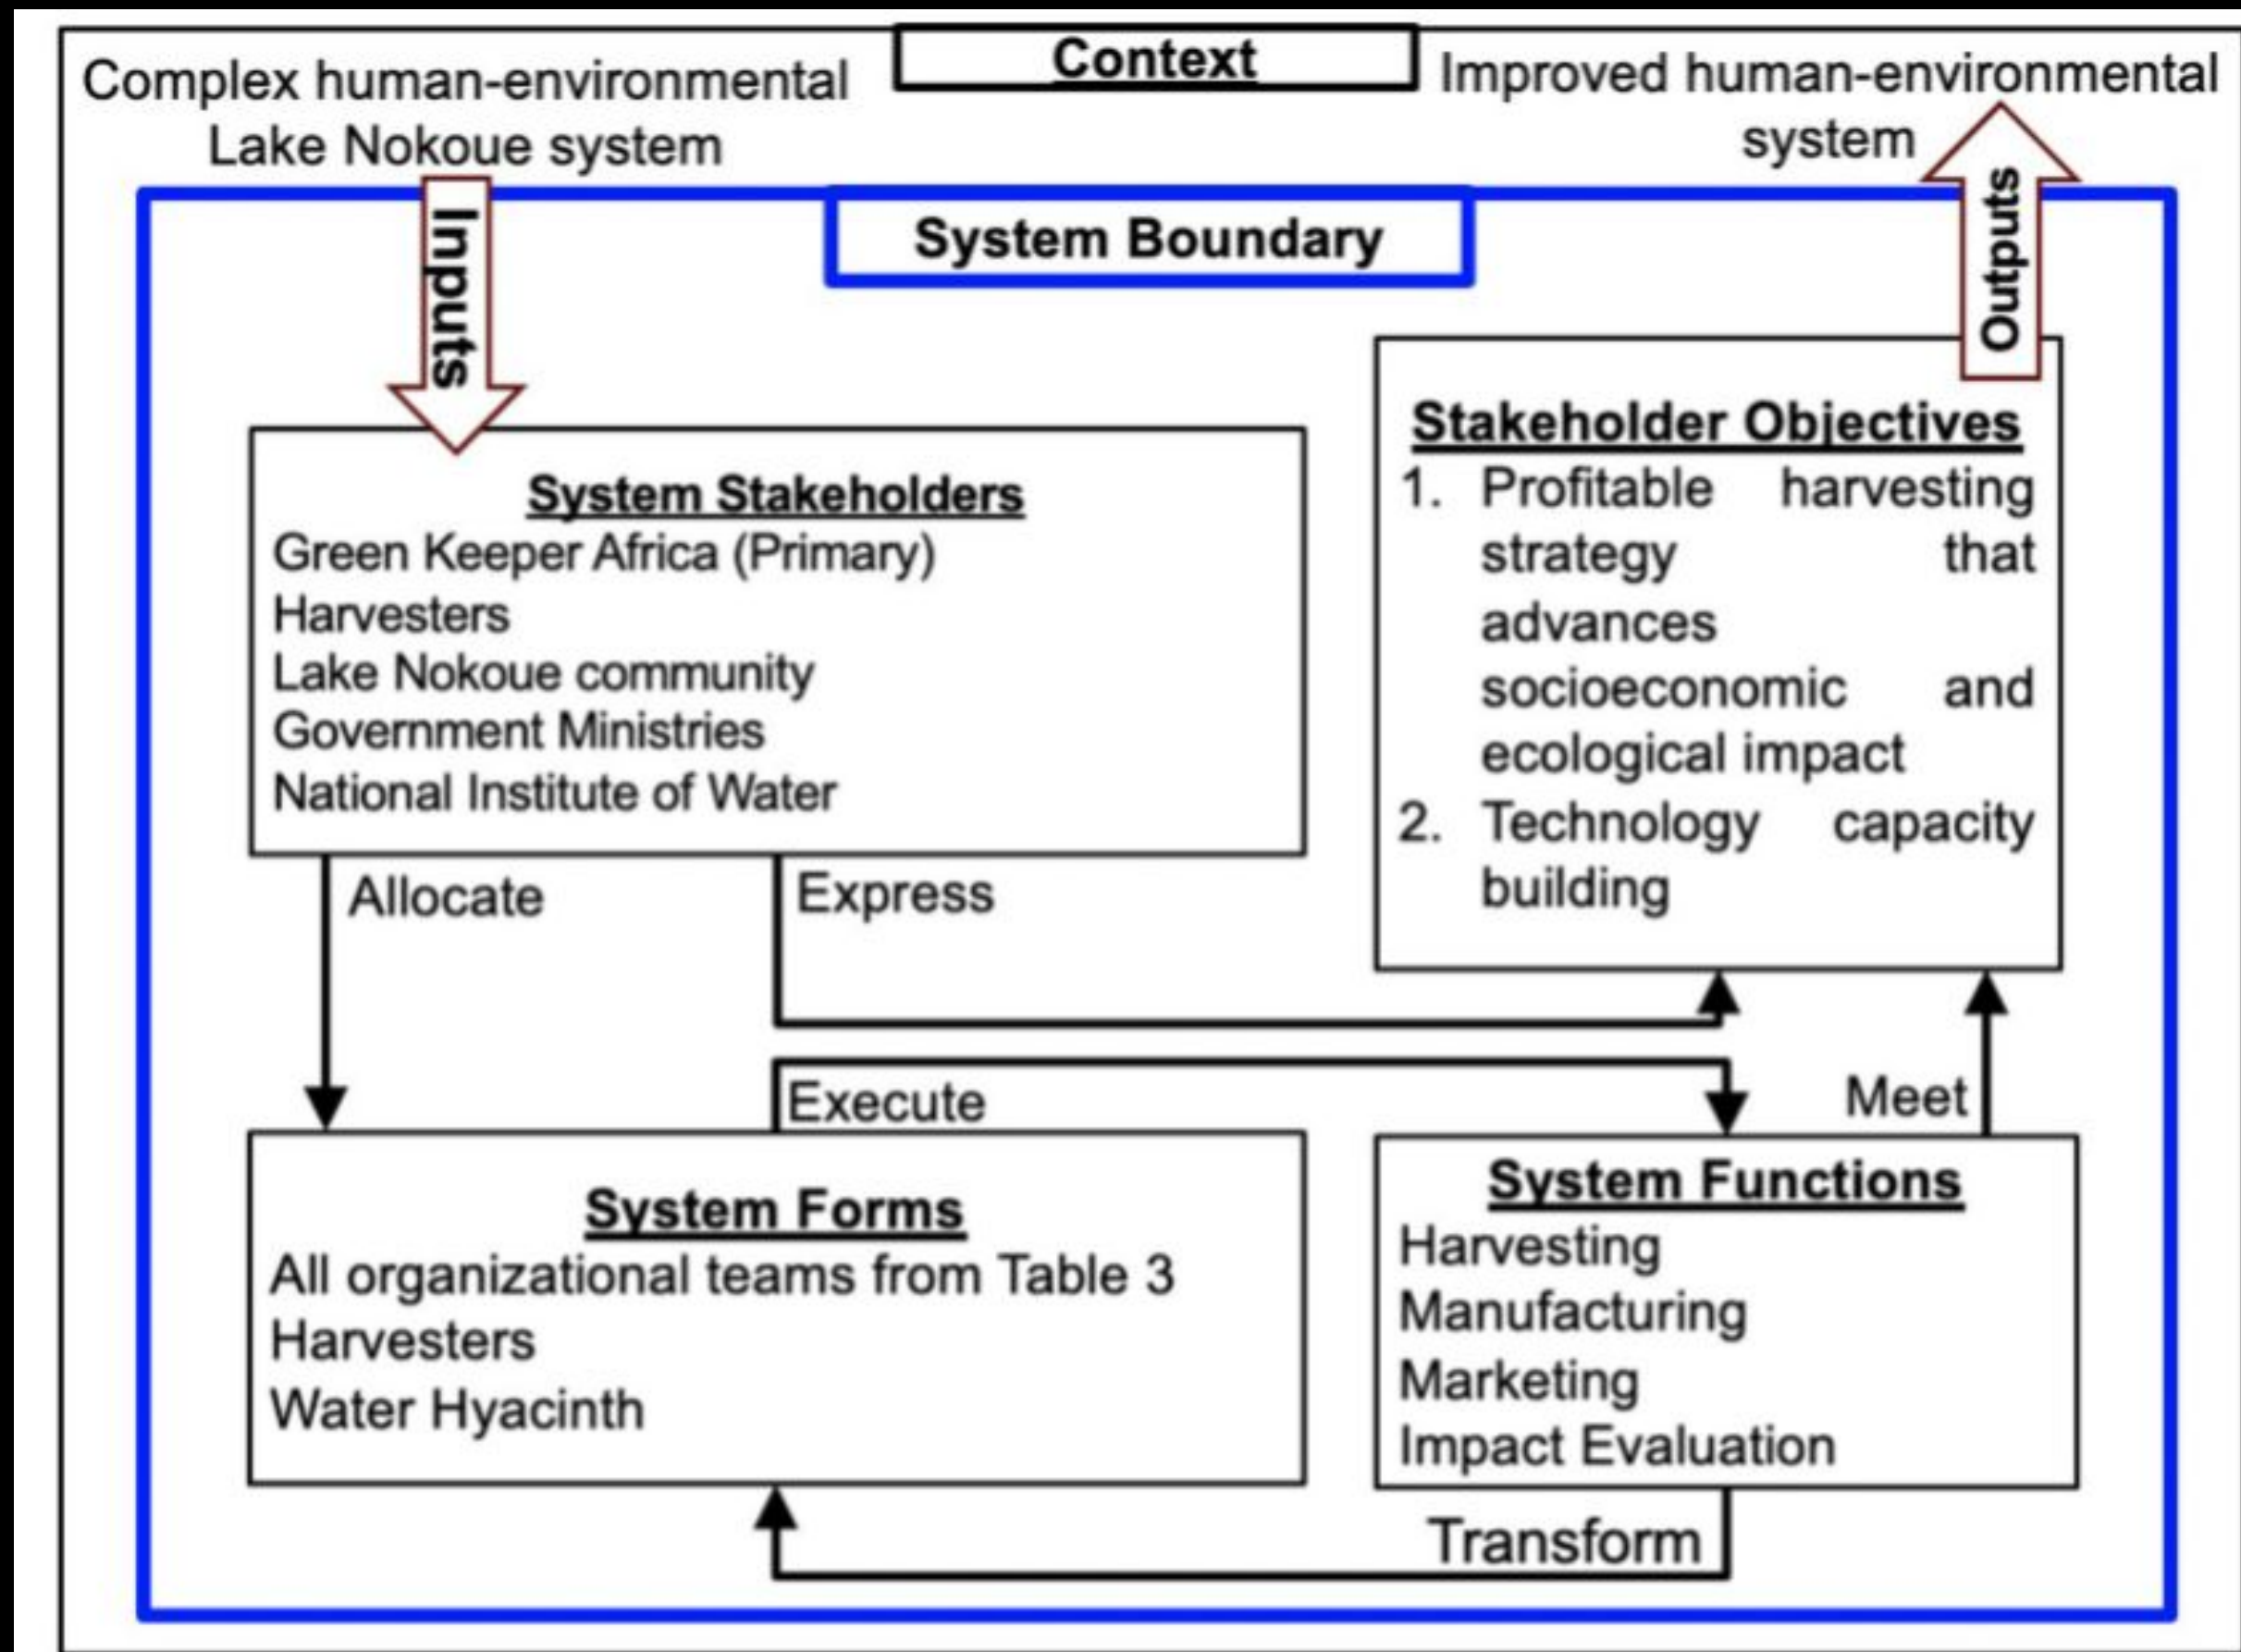 Context
Complex human-environmental
Lake Nokoue system
Improved human-environmental
system
Inputs
Outputs
System Boundary
System Stakeholders
Green Keeper Africa (Primary)
Harvesters
Lake Nokoue community
Government Ministries
National Institute of Water
Stakeholder Objectives
1. Profitable harvesting
strategy that
advances
socioeconomic and
ecological impact
2. Technology capacity
building
Allocate
Express
Execute
Meet
System Forms
All organizational teams from Table 3
Harvesters
Water Hyacinth
System Functions
Harvesting
Manufacturing
Marketing
Impact Evaluation
Transform